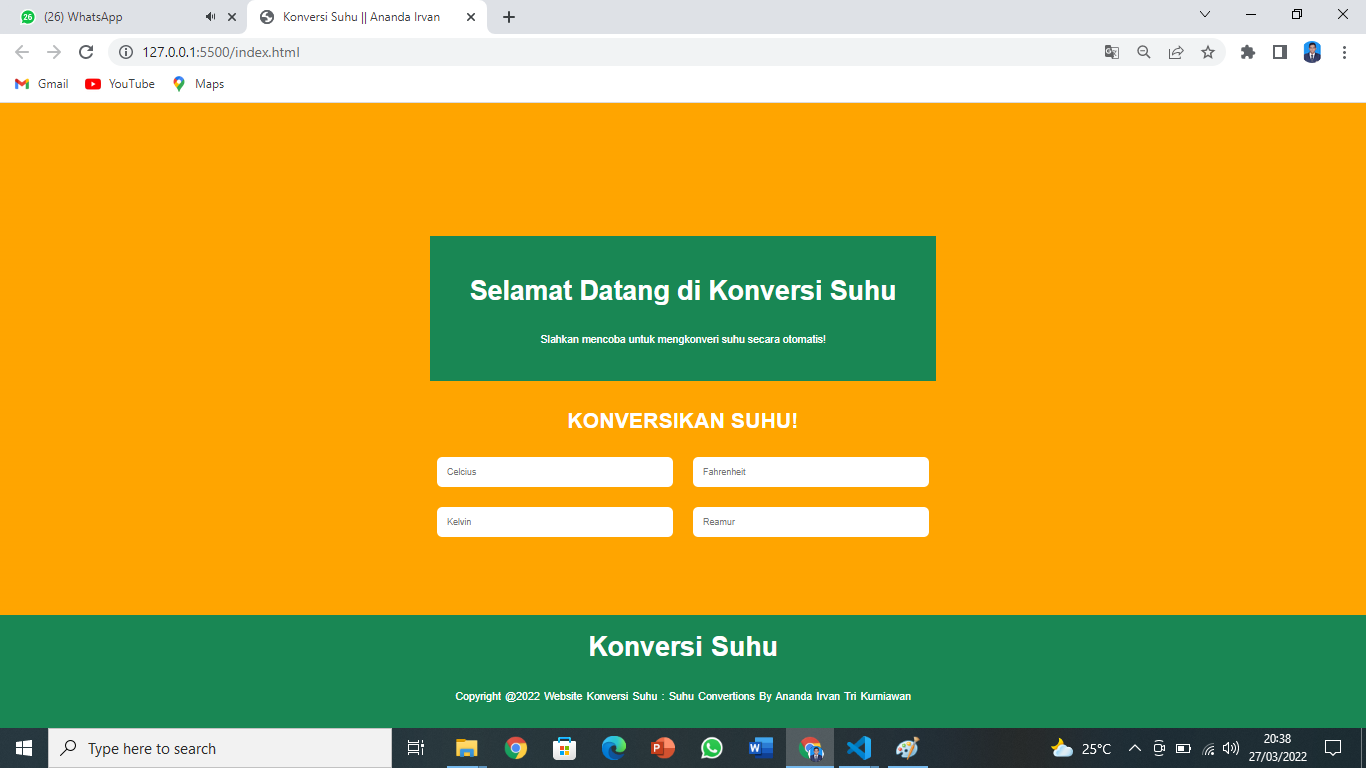 (26) WhatsApp
Konversi Suhu || Ananda Irvan
127.0.0.1:5500/index.html
Gmail
YouTube
Maps
Selamat Datang di Konversi Suhu
Slahkan mencoba untuk mengkonveri suhu secara otomatis!
KONVERSIKAN SUHU!
Celcius
Fahrenheit
Kelvin
Reamur
Konversi Suhu
Copyright @2022 Website Konversi Suhu : Suhu Convertions By Ananda Irvan Tri Kurniawan
Type here to search
25°C
20:38
27/03/2022